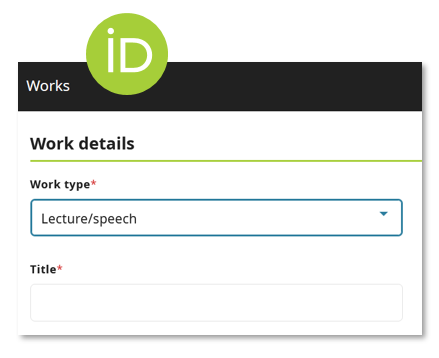 iD
Works
Work details
Work type*
Lecture/speech
Title*